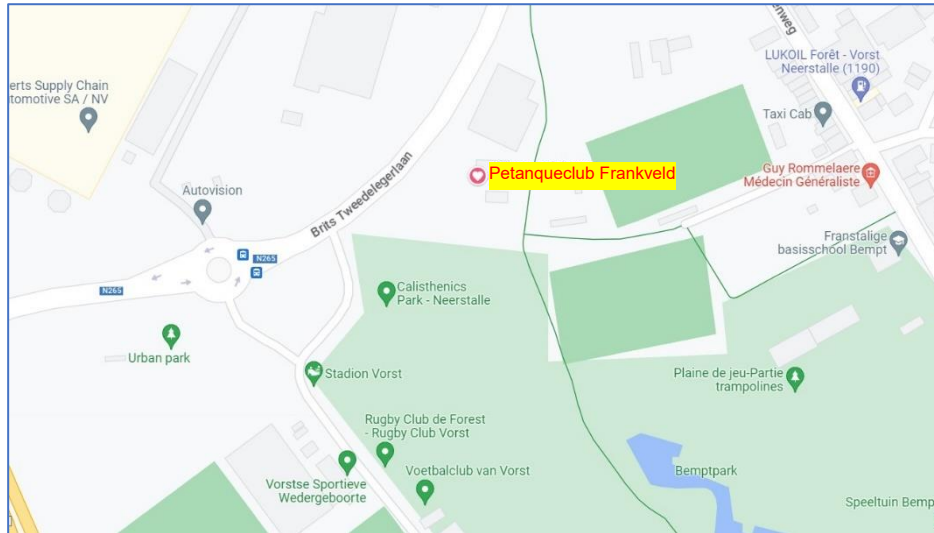 enweg
LUKOIL Forêt - Vorst
Neerstalle (1190)
erts Supply Chain
tomotive SA / NV
Taxi Cab
Petanqueclub Frankveld
Guy Rommelaere
Médecin Généraliste
Autovision
Brits Tweedelegerlaan
Franstalige
basisschool Bempt
N265
N265
Calisthenics
Park - Neerstalle
Urban park
Stadion Vorst
Plaine de jeu-Partie
trampolines
Rugby Club de Forest
- Rugby Club Vorst
Voetbalclub van Vorst
Bemptpark
Vorstse Sportieve
Wedergeboorte
Speeltuin Bemp